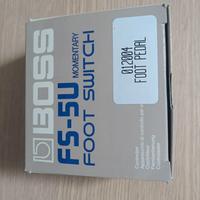 BOSS
FS-5U MOMENTARY
FOOT SWITCH
012004
FOOT PEDAL